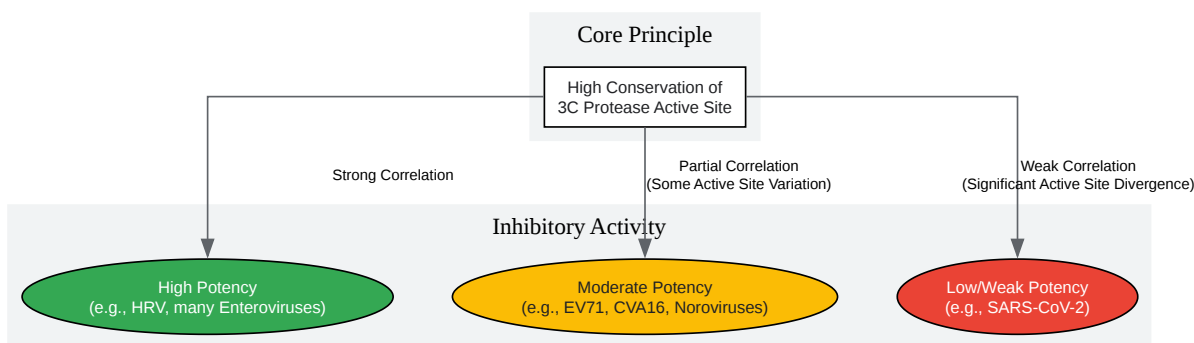 Core Principle
High Conservation of
3C Protease Active Site
Strong Correlation
Partial Correlation
(Some Active Site Variation)
Weak Correlation
(Significant Active Site Divergence)
Inhibitory Activity
High Potency
(e.g., HRV, many Enteroviruses)
Moderate Potency
(e.g., EV71, CVA16, Noroviruses)
Low/Weak Potency
(e.g., SARS-CoV-2)